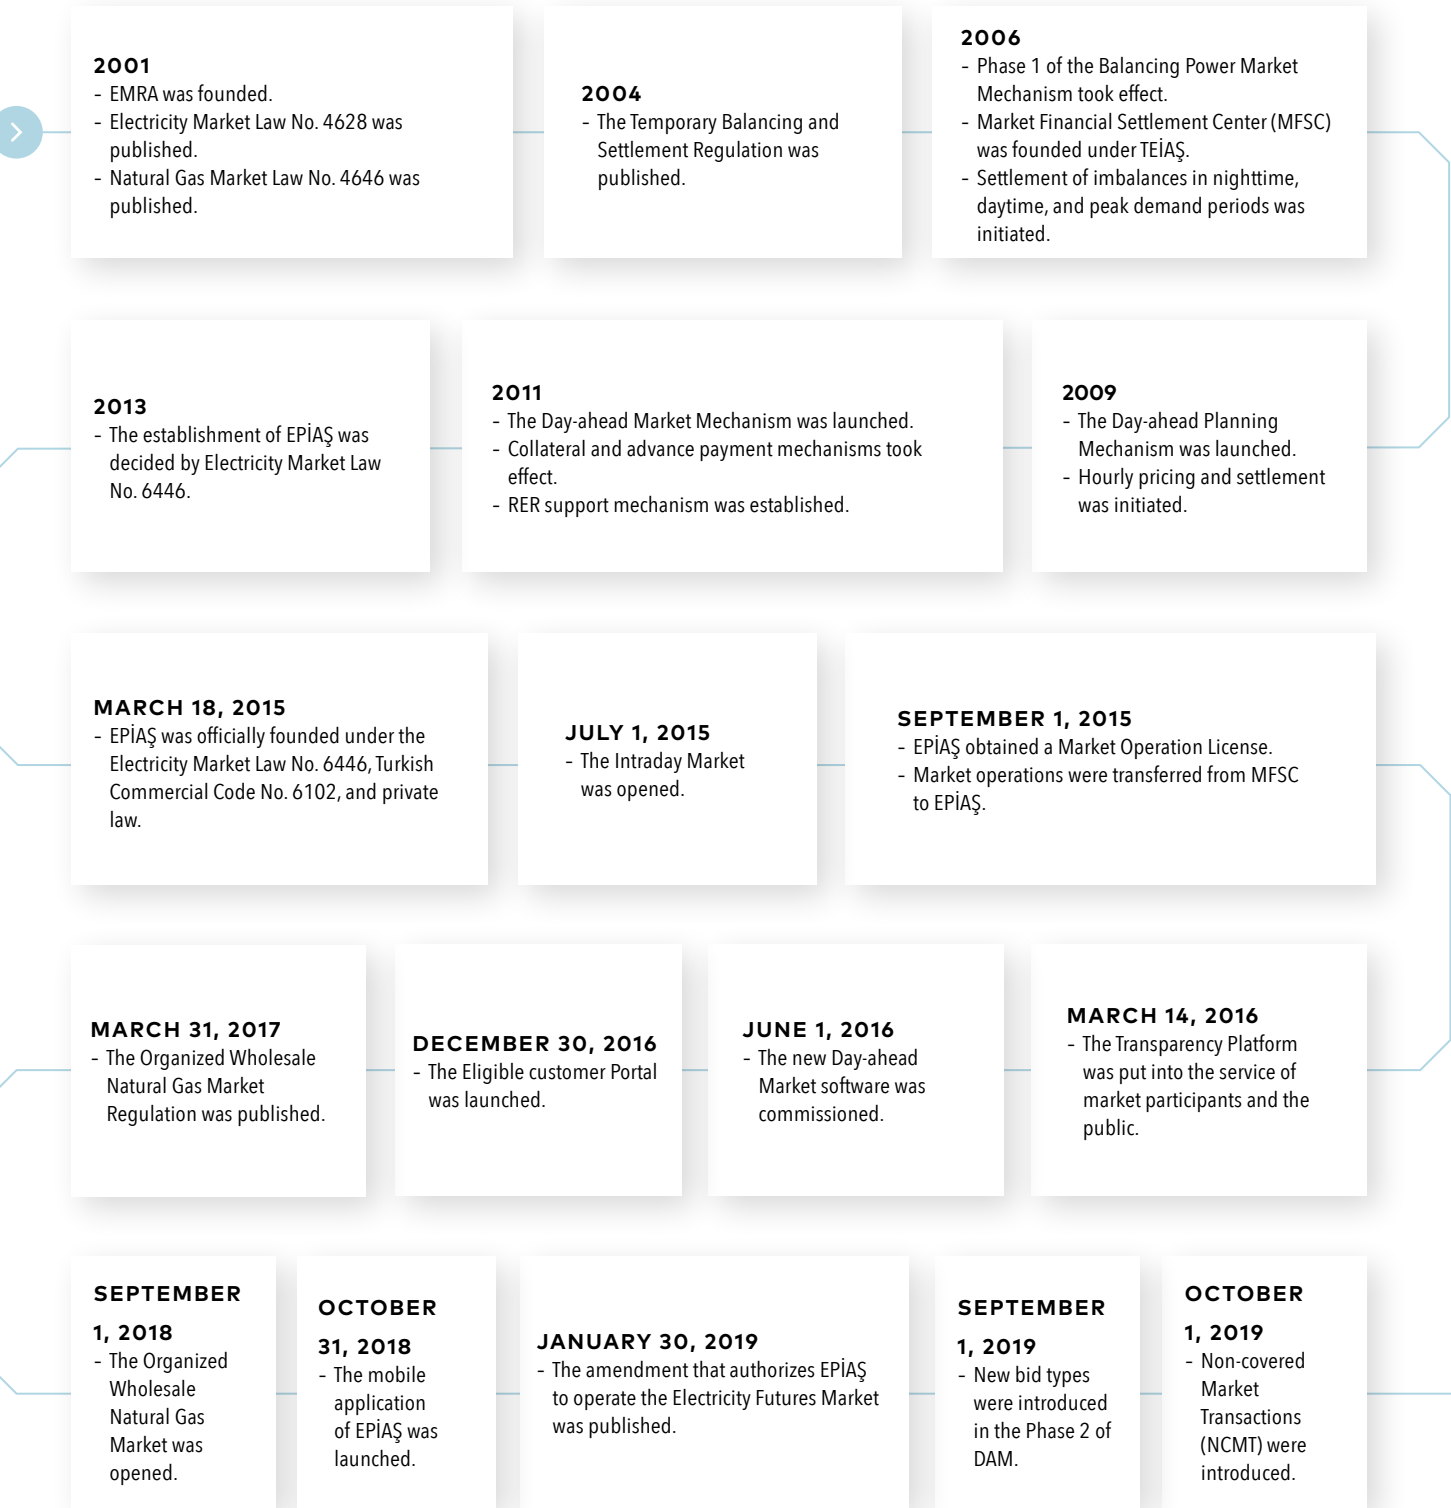 2001
- EMRA was founded.
- Electricity Market Law No. 4628 was
published.
- Natural Gas Market Law No. 4646 was
published.
2004
- The Temporary Balancing and
Settlement Regulation was
published.
2006
- Phase 1 of the Balancing Power Market
Mechanism took effect.
- Market Financial Settlement Center (MFSC)
was founded under TEİAŞ.
- Settlement of imbalances in nighttime,
daytime, and peak demand periods was
initiated.
2009
- The Day-ahead Planning
Mechanism was launched.
- Hourly pricing and settlement
was initiated.
2011
- The Day-ahead Market Mechanism was launched.
- Collateral and advance payment mechanisms took
effect.
- RER support mechanism was established.
2013
- The establishment of EPİAŞ was
decided by Electricity Market Law
No. 6446.
MARCH 18, 2015
- EPİAŞ was officially founded under the
Electricity Market Law No. 6446, Turkish
Commercial Code No. 6102, and private
law.
JULY 1, 2015
- The Intraday Market
was opened.
SEPTEMBER 1, 2015
- EPİAŞ obtained a Market Operation License.
- Market operations were transferred from MFSC
to EPİAŞ.
MARCH 14, 2016
- The Transparency Platform
was put into the service of
market participants and the
public.
JUNE 1, 2016
- The new Day-ahead
Market software was
commissioned.
DECEMBER 30, 2016
- The Eligible customer Portal
was launched.
MARCH 31, 2017
- The Organized Wholesale
Natural Gas Market
Regulation was published.
SEPTEMBER
1, 2018
- The Organized
Wholesale
Natural Gas
Market was
opened.
OCTOBER
31, 2018
- The mobile
application
of EPİAŞ was
launched.
JANUARY 30, 2019
- The amendment that authorizes EPİAŞ
to operate the Electricity Futures Market
was published.
SEPTEMBER
1, 2019
- New bid types
were introduced
in the Phase 2 of
DAM.
OCTOBER
1, 2019
- Non-covered
Market
Transactions
(NCMT) were
introduced.